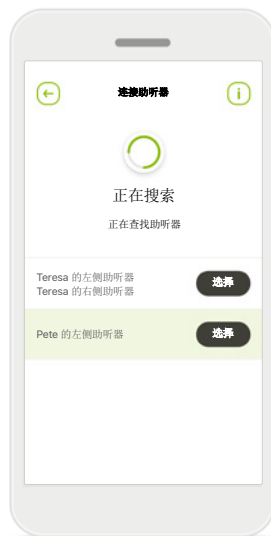 连接助听器
正在搜索
正在查找助听器
Teresa 的左侧助听器
Teresa 的右侧助听器
选择
Pete 的左侧助听器
选择